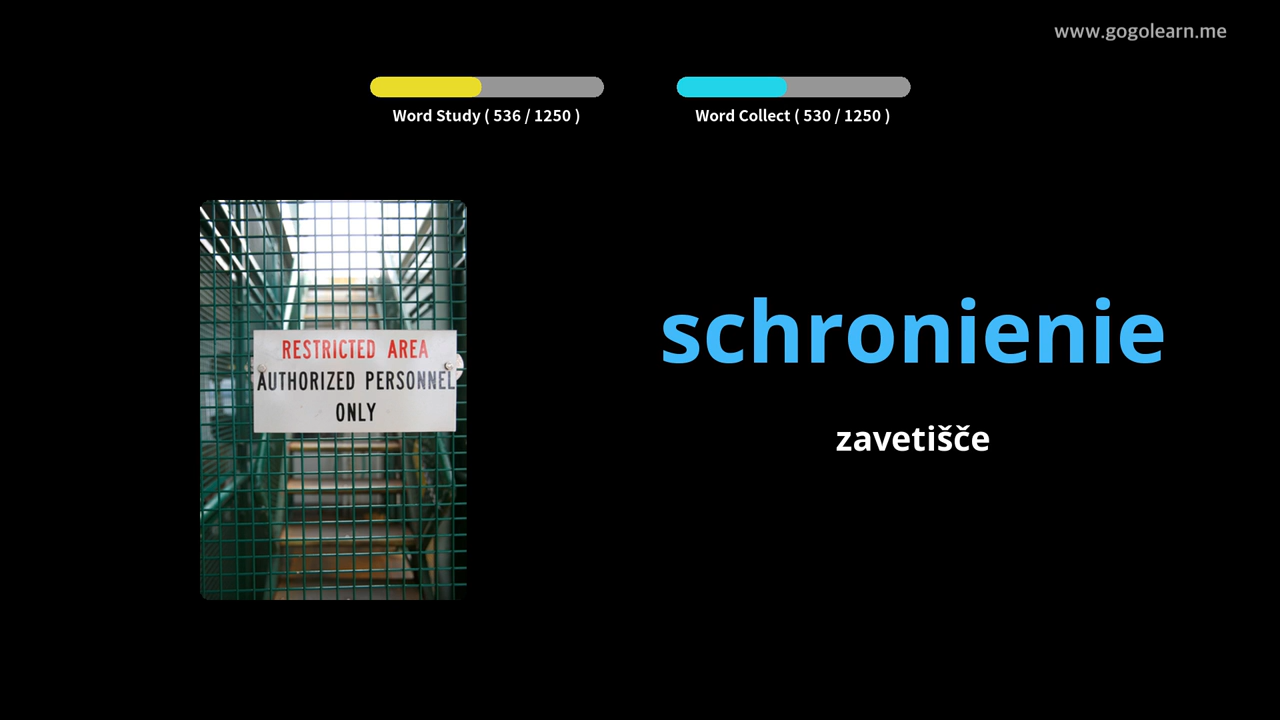 www.gogolearn.me
Word Study ( 536 / 1250 )
Word Collect ( 530 / 1250 )
RESTRICTED AREA
AUTHORIZED PERSONNEL
ONLY
schronienie
zavetišče